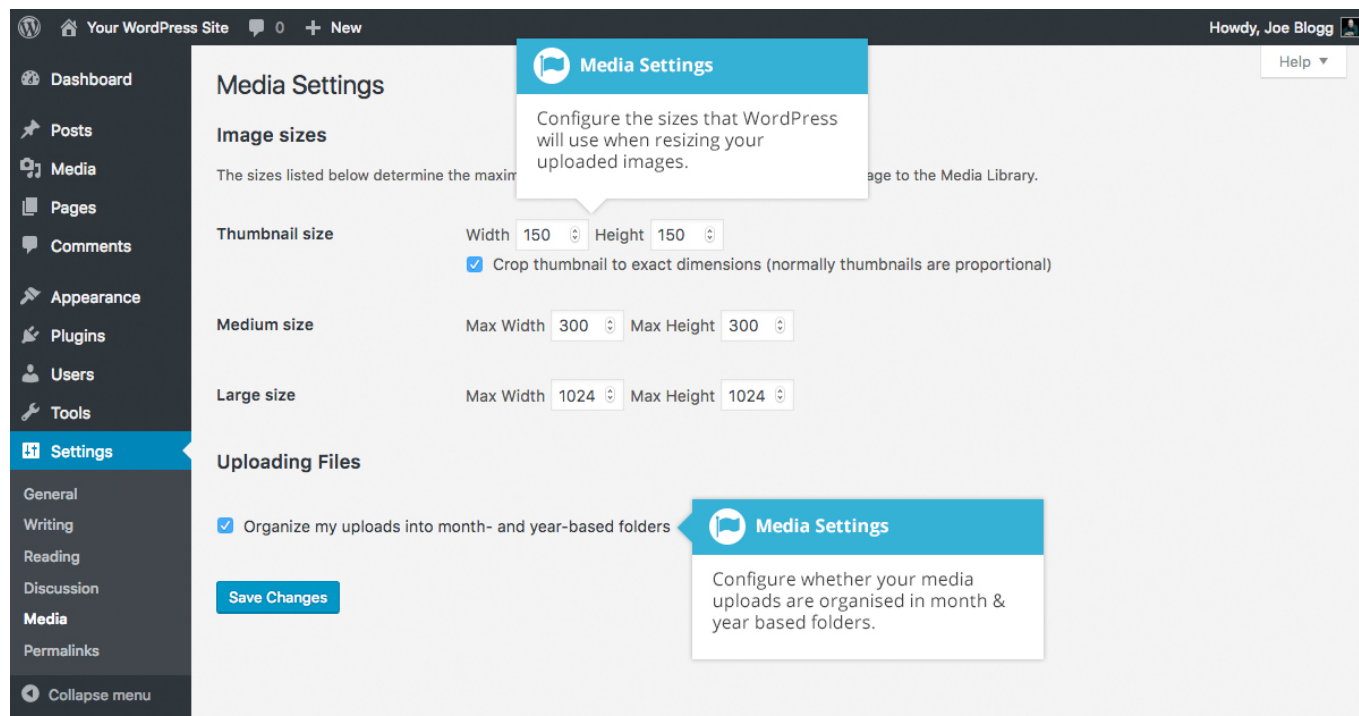 Your WordPress Site 0 New Howdy, Joe Blogg
Help
Dashboard
Posts
Media
Pages
Comments
Appearance
Plugins
Users
Tools
Settings
General
Writing
Reading
Discussion
Media
Permalinks
Collapse menu
Media Settings
Media Settings
Configure the sizes that WordPress
will use when resizing your
uploaded images.
Image sizes
The sizes listed below determine the age to the Media Library.
Thumbnail size Width 150 Height 150
Crop thumbnail to exact dimensions (normally thumbnails are proportional)
Medium size Max Width 300 Max Height 300
Large size Max Width 1024 Max Height 1024
Uploading Files
Organize my uploads into month- and year-based folders
Media Settings
Configure whether your media
uploads are organised in month &
year based folders.
Save Changes